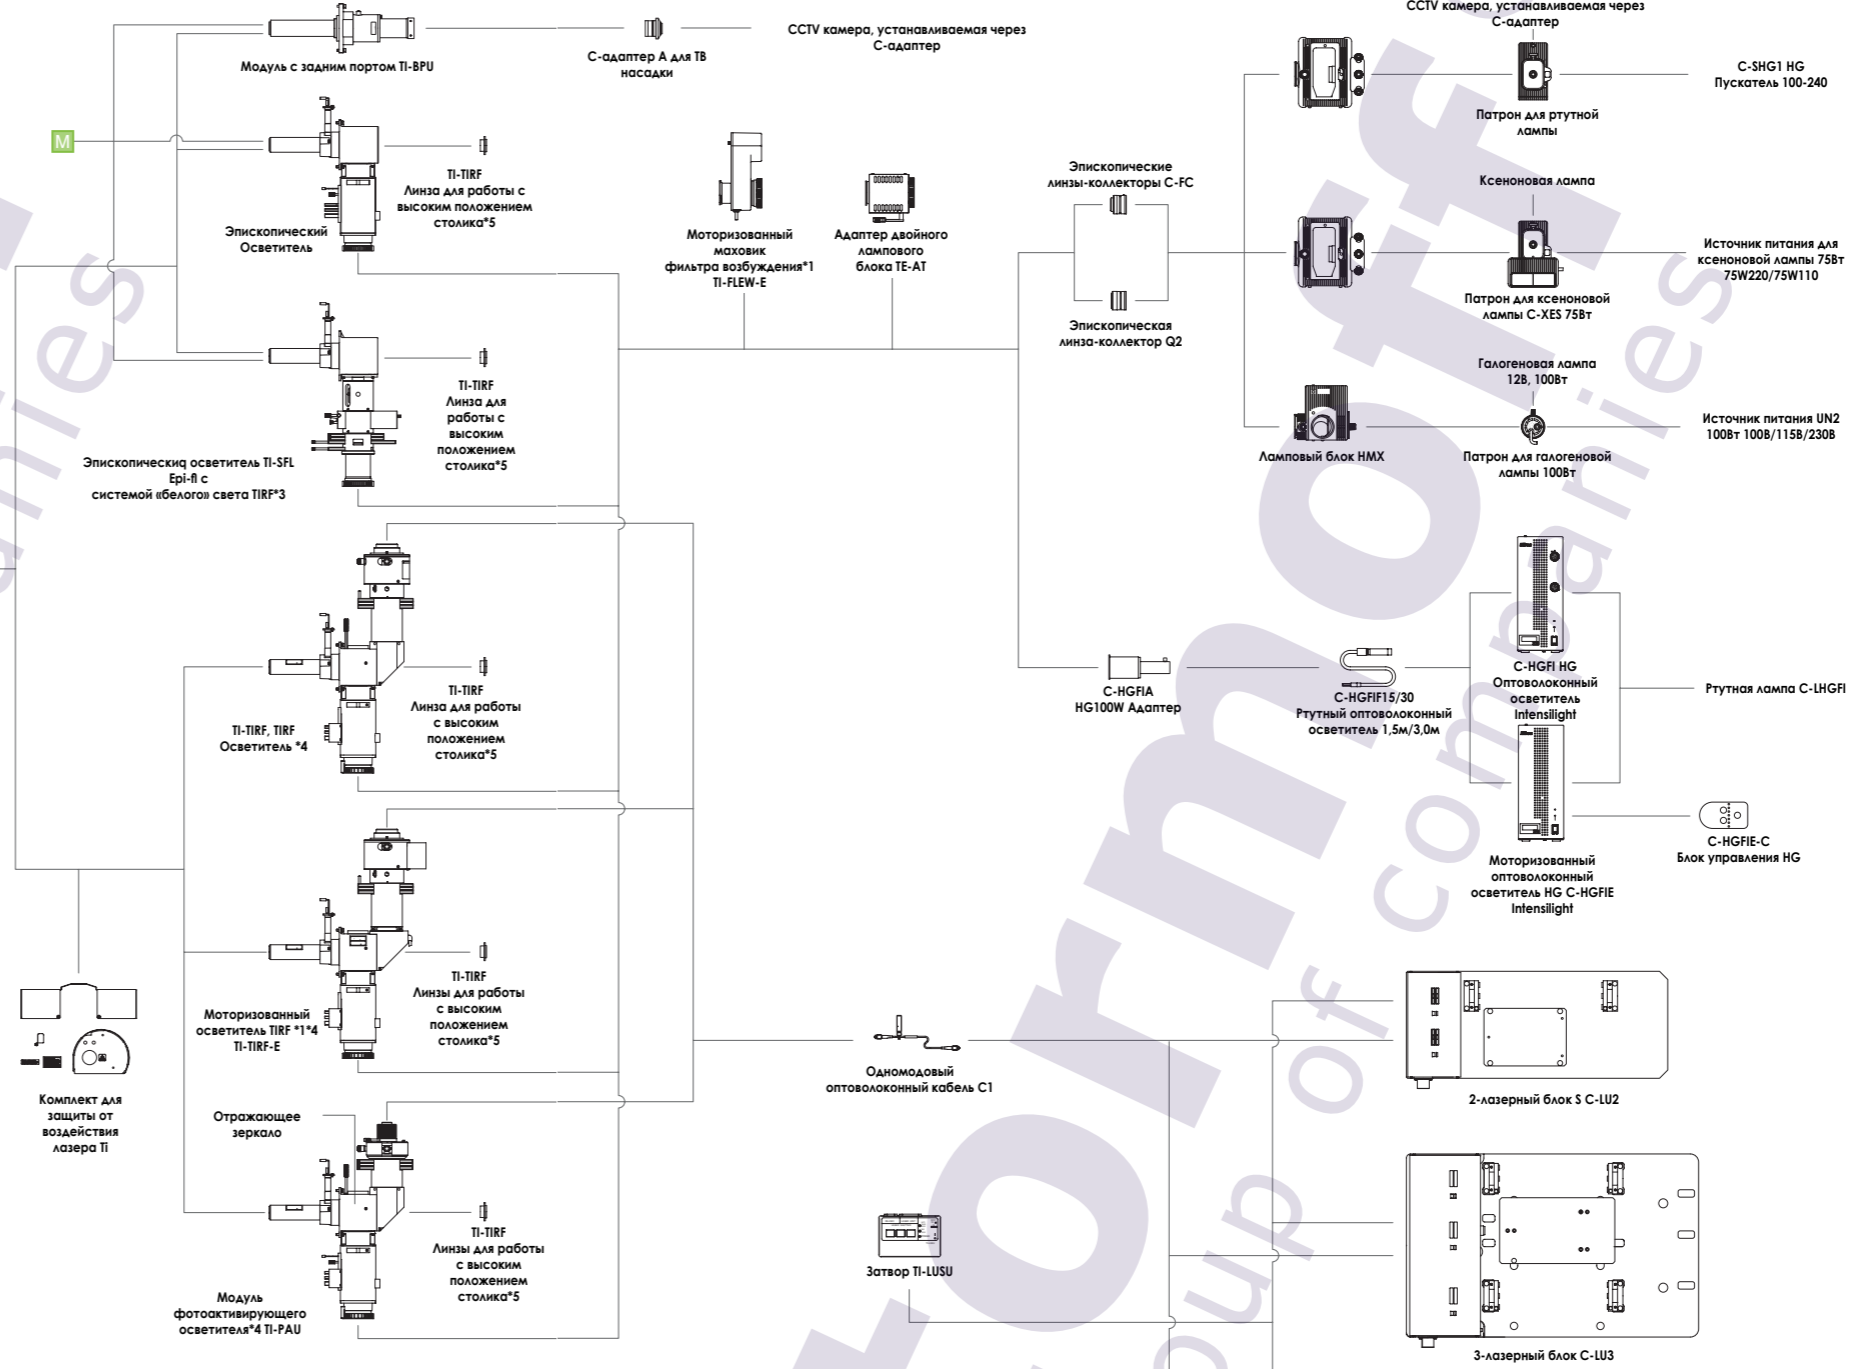 Модуль с задним портом TI-BPU
С-адаптер А для ТВ
насадки
CCTV камера, устанавливаемая через
С-адаптер
M
TI-TIRF
Линза для работы с
высоким положением
столика*5
Эпископический
Осветитель
Моторизованный
маховик
фильтра возбуждения*1
TI-FLEW-E
Адаптер двойного
лампового
блока TE-AT
Эпископические
линзы-коллекторы C-FC
Эпископическая
линза-коллектор Q2
CCTV камера, устанавливаемая через
С-адаптер
Патрон для ртутной
лампы
C-SHG1 HG
Пускатель 100-240
Ксеноновая лампа
Патрон для ксеноновой
лампы C-XES 75Вт
Источник питания для
ксеноновой лампы 75Вт
75W220/75W110
Галогеновая лампа
12В, 100Вт
Ламповый блок HMX
Патрон для галогеновой
лампы 100Вт
Источник питания UN2
100Вт 100В/115В/230В
TI-TIRF
Линза для
работы с
высоким
положением
столика*5
Эпископическиq осветитель TI-SFL
Epi-fl с
системой «белого» света TIRF*3
TI-TIRF
Линза для работы
с высоким
положением
столика*5
TI-TIRF, TIRF
Осветитель *4
C-HGFIA
HG100W Адаптер
C-HGFIF15/30
Ртутный оптоволоконный
осветитель 1,5м/3,0м
C-HGFI HG
Оптоволоконный
осветитель
Intensilight
Ртутная лампа C-LHGFI
Моторизованный
оптоволоконный
осветитель HG C-HGFIE
Intensilight
C-HGFIE-C
Блок управления HG
TI-TIRF
Линзы для работы
с высоким
положением
столика*5
Моторизованный
осветитель TIRF *1*4
TI-TIRF-E
Комплект для
защиты от
воздействия
лазера Ti
Отражающее
зеркало
Одномодовый
оптоволоконный кабель C1
2-лазерный блок S C-LU2
TI-TIRF
Линзы для работы
с высоким
положением
столика*5
Модуль
фотоактивирующего
осветителя*4 TI-PAU
Затвор TI-LUSU
3-лазерный блок C-LU3